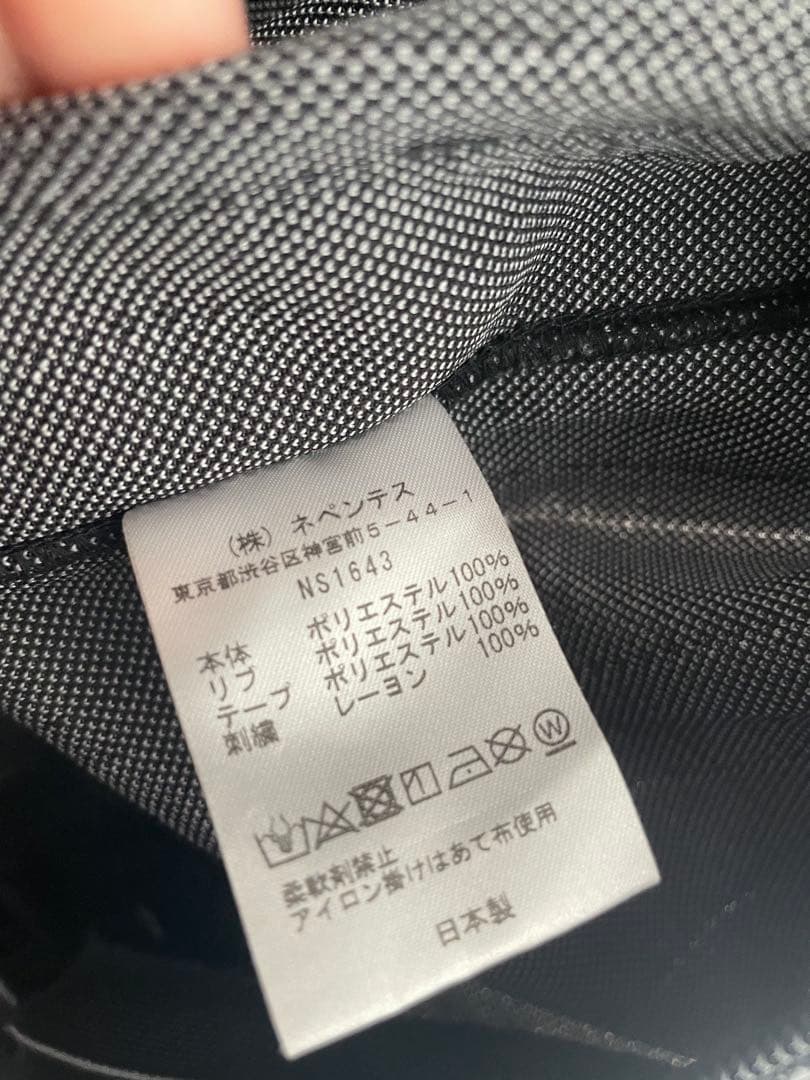 （株）ネペンテス
東京都渋谷区神宮前5-44-1
NS1643
本体 ポリエステル100%
リブ ポリエステル100%
テープ ポリエステル100%
刺繍 レーヨン 100%
W
柔軟剤禁止
アイロン掛けはあて布使用
日本製